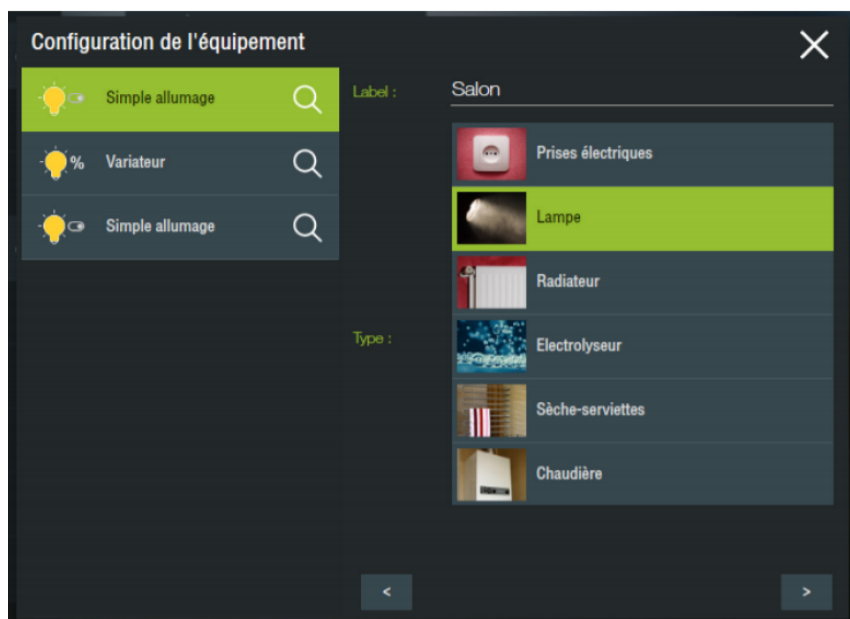 Configuration de l'équipement
Simple allumage
% Variateur
Simple allumage
Label :
Salon
Type :
Prises électriques
Lampe
Radiateur
Electrolyseur
Sèche-serviettes
Chaudière
<
>